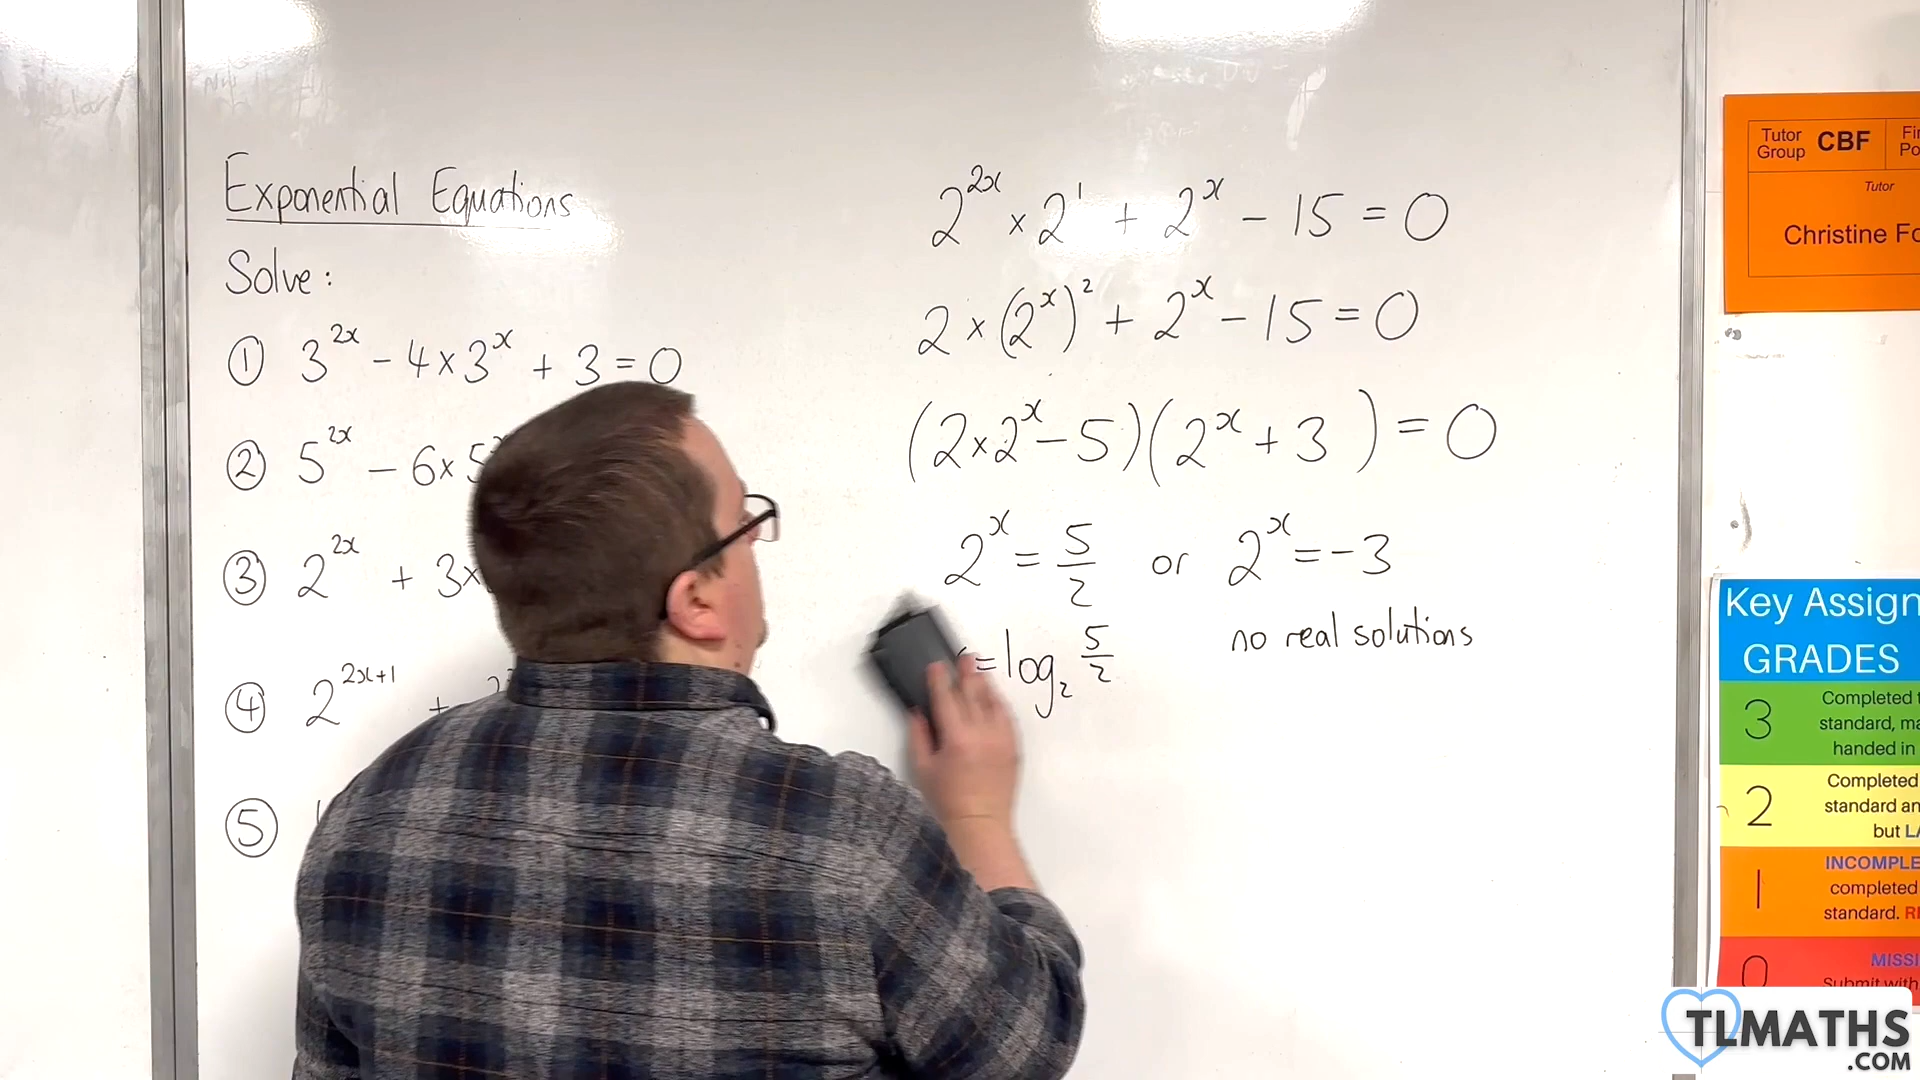 Exponential Equations
Solve:
① 3^{2x} - 4 × 3^x + 3 = 0
② 5^{2x} - 6 × 5
③ 2^{2x} + 3 ×
④ 2^{2x+1} + 2
⑤
2^{2x} × 2^1 + 2^x - 15 = 0
2 × (2^x)^2 + 2^x - 15 = 0
(2 × 2^x - 5)(2^x + 3) = 0
2^x = 5/2 or 2^x = -3
= log_2 5/2
no real solutions
Tutor Group CBF
Tutor
Christine
Key Assign
GRADES
3 Completed
standard,
handed in
2 Completed
standard
but
1 INCOMPLE
completed
standard.
0 MISSI
Submit with
TLMATHS
.COM